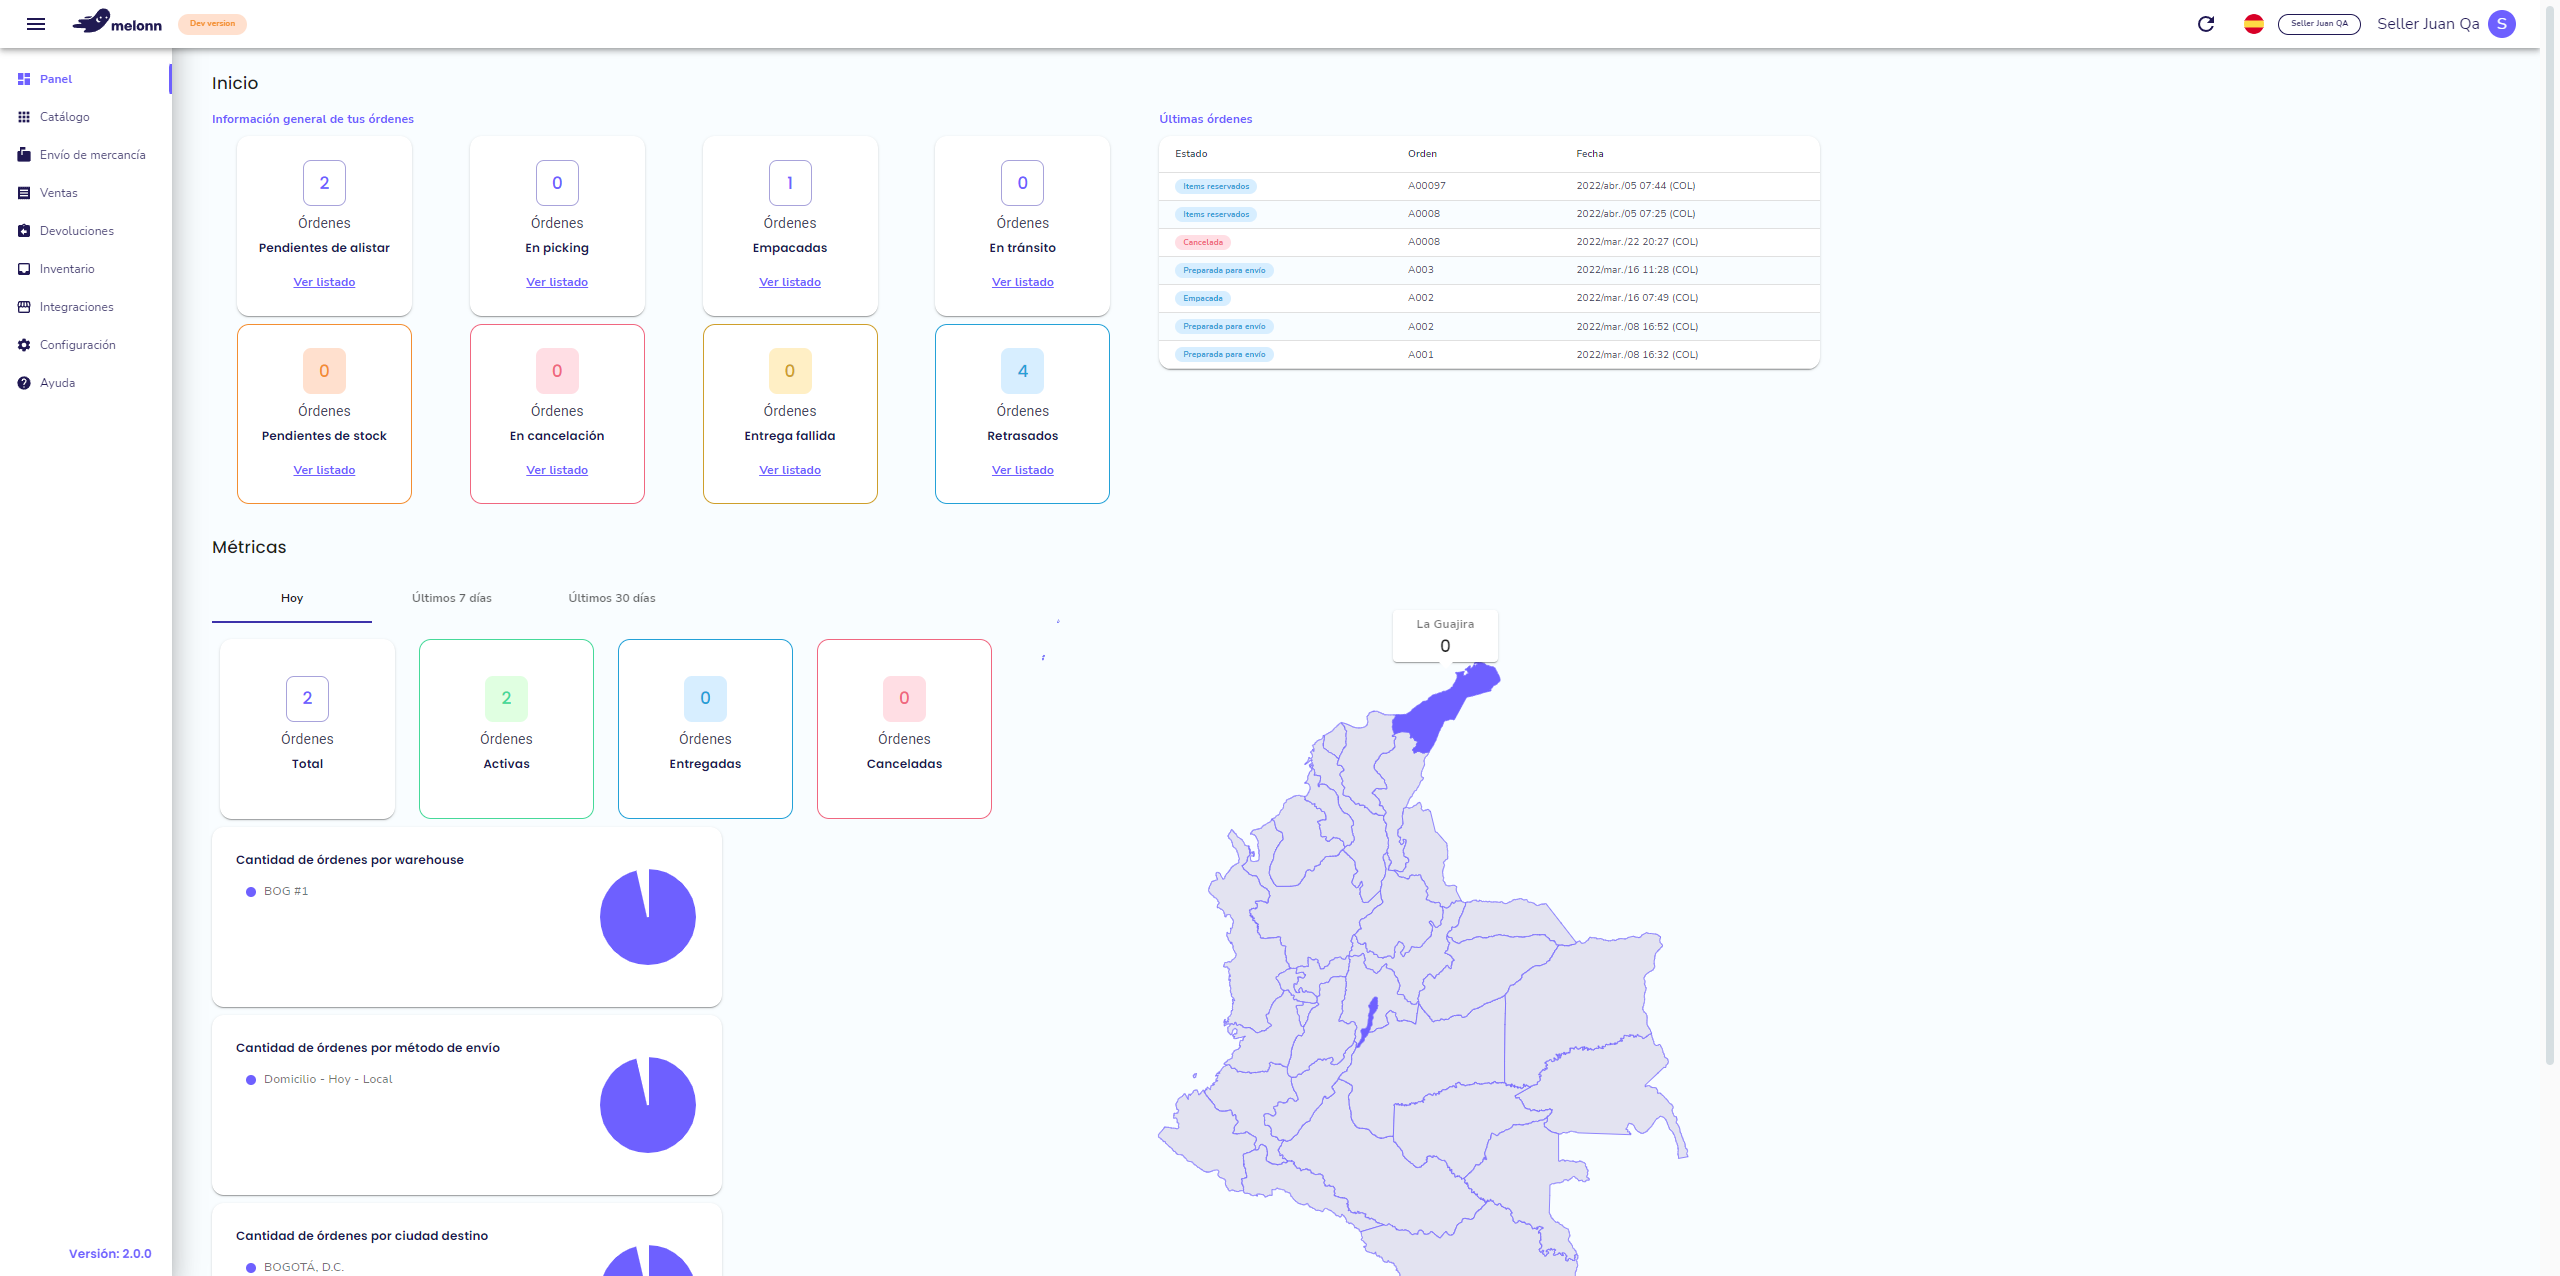 melonn
Dev version
Seller Juan QA
Seller Juan Qa
S
Panel
Catálogo
Envío de mercancía
Ventas
Devoluciones
Inventario
Integraciones
Configuración
Ayuda
Versión: 2.0.0
Inicio
Información general de tus órdenes
2
Órdenes
Pendientes de alistar
Ver listado
0
Órdenes
En picking
Ver listado
1
Órdenes
Empacadas
Ver listado
0
Órdenes
En tránsito
Ver listado
0
Órdenes
Pendientes de stock
Ver listado
0
Órdenes
En cancelación
Ver listado
0
Órdenes
Entrega fallida
Ver listado
4
Órdenes
Retrasados
Ver listado
Últimas órdenes
Estado Orden Fecha
Items reservados A00097 2022/abr./05 07:44 (COL)
Items reservados A0008 2022/abr./05 07:25 (COL)
Cancelada A0008 2022/mar./22 20:27 (COL)
Preparada para envío A003 2022/mar./16 11:28 (COL)
Empacada A002 2022/mar./16 07:49 (COL)
Preparada para envío A002 2022/mar./08 16:52 (COL)
Preparada para envío A001 2022/mar./08 16:32 (COL)
Métricas
Hoy
Últimos 7 días
Últimos 30 días
2
Órdenes
Total
2
Órdenes
Activas
0
Órdenes
Entregadas
0
Órdenes
Canceladas
Cantidad de órdenes por warehouse
BOG #1
Cantidad de órdenes por método de envío
Domicilio - Hoy - Local
Cantidad de órdenes por ciudad destino
BOGOTÁ, D.C.
La Guajira
0